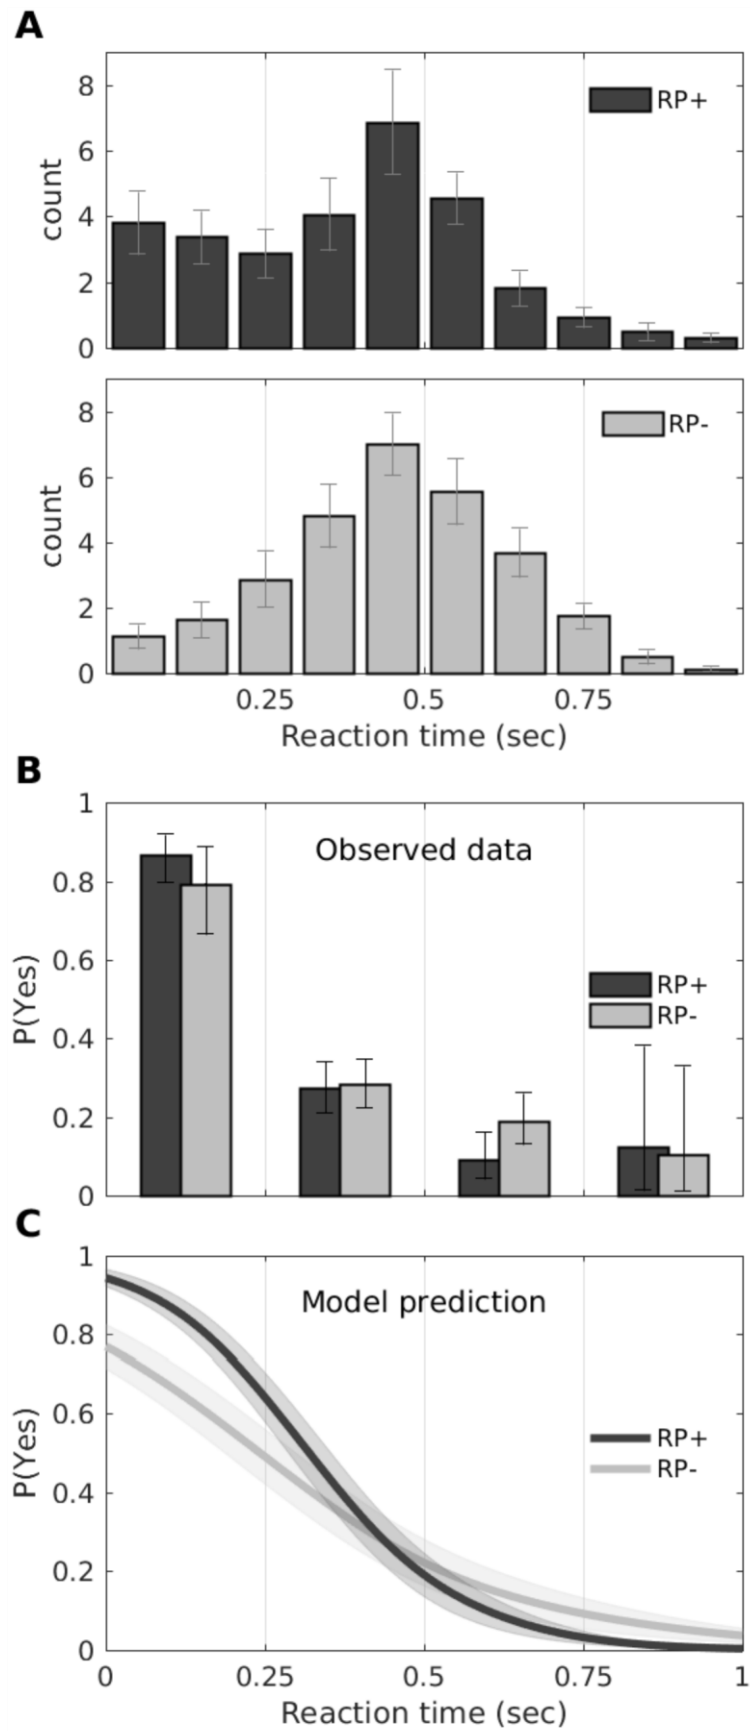 A
8
6
4
2
0
count
RP+
8
6
4
2
0
count
RP-
0.25 0.5 0.75
Reaction time (sec)
B
1
0.8
0.6
0.4
0.2
0
P(Yes)
Observed data
RP+
RP-
C
1
0.8
0.6
0.4
0.2
0
P(Yes)
Model prediction
RP+
RP-
0 0.25 0.5 0.75 1
Reaction time (sec)